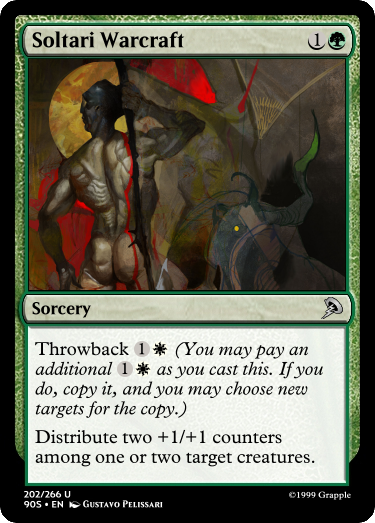 Soltari Warcraft 1
Sorcery
Throwback 1 (You may pay an
additional 1 as you cast this. If you
do, copy it, and you may choose new
targets for the copy.)
Distribute two +1/+1 counters
among one or two target creatures.
202/266 U
90S • EN Gustavo Pelissari
©1999 Grapple